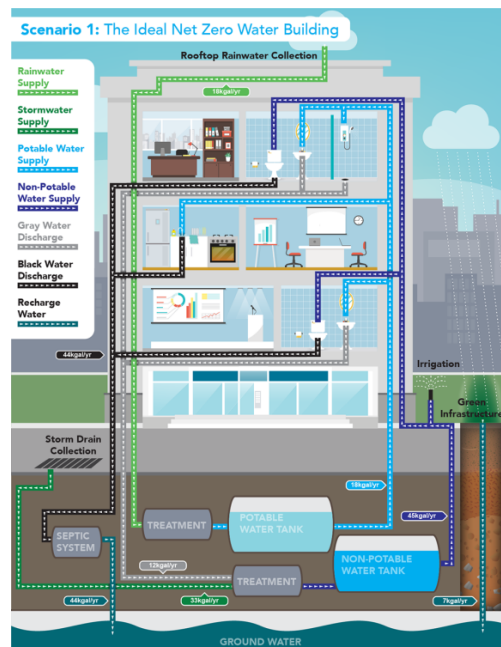 Scenario 1: The Ideal Net Zero Water Building
Rooftop Rainwater Collection
Rainwater
Supply
Stormwater
Supply
Potable Water
Supply
Non-Potable
Water Supply
Gray Water
Discharge
Black Water
Discharge
Recharge
Water
18kgal/yr
44kgal/yr
Irrigation
Green
Infrastructure
Storm Drain
Collection
18kgal/yr
45kgal/yr
TREATMENT
POTABLE
WATER TANK
SEPTIC
SYSTEM
12kgal/yr
NON-POTABLE
WATER TANK
TREATMENT
44kgal/yr
33kgal/yr
7kgal/yr
GROUND WATER